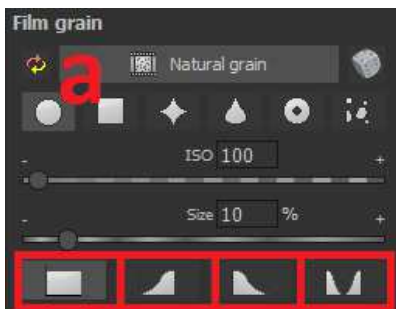 Film grain
a
Natural grain
- ISO 100 +
- Size 10 % +